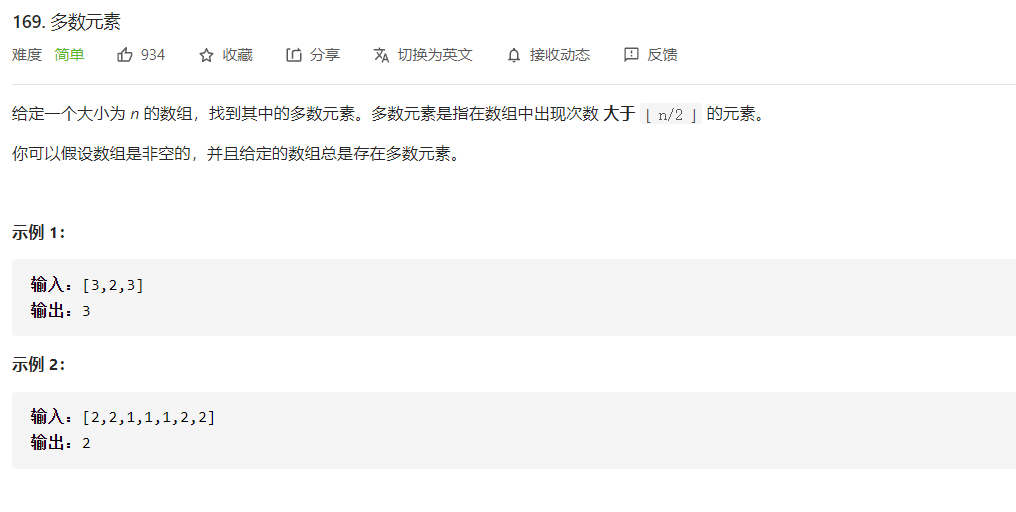 169. 多数元素
难度 简单 934 收藏 分享 切换为英文 接收动态 反馈
给定一个大小为 n 的数组，找到其中的多数元素。多数元素是指在数组中出现次数 大于 ⌊ n/2 ⌋ 的元素。
你可以假设数组是非空的，并且给定的数组总是存在多数元素。
示例 1：
输入：[3,2,3]
输出：3
示例 2：
输入：[2,2,1,1,1,2,2]
输出：2